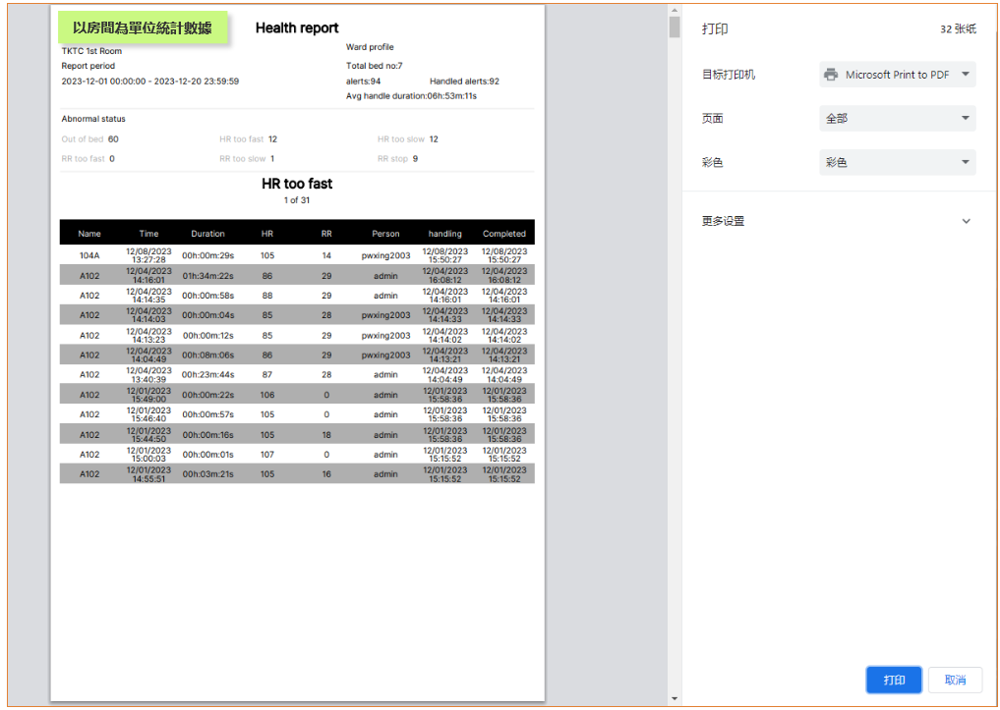 以房間為單位統計數據
Health report
TKTC 1st Room
Ward profile
Report period
Total bed no:7
2023-12-01 00:00:00 - 2023-12-20 23:59:59
alerts:94 Handled alerts:92
Avg handle duration:06h:53m:11s
Abnormal status
Out of bed 60 HR too fast 12 HR too slow 12
RR too fast 0 RR too slow 1 RR stop 9
HR too fast
1 of 31
Name Time Duration HR RR Person handling Completed
104A 12/08/2023 13:27:28 00h:00m:29s 105 14 pwxing2003 12/08/2023 15:50:27 12/08/2023 15:50:27
A102 12/04/2023 14:16:01 01h:34m:22s 86 29 admin 12/04/2023 16:08:12 12/04/2023 16:08:12
A102 12/04/2023 14:14:35 00h:00m:58s 88 29 admin 12/04/2023 14:16:01 12/04/2023 14:16:01
A102 12/04/2023 14:14:03 00h:00m:04s 85 28 pwxing2003 12/04/2023 14:14:33 12/04/2023 14:14:33
A102 12/04/2023 14:13:23 00h:00m:12s 85 29 pwxing2003 12/04/2023 14:14:02 12/04/2023 14:14:02
A102 12/04/2023 14:04:49 00h:08m:06s 86 29 pwxing2003 12/04/2023 14:13:21 12/04/2023 14:13:21
A102 12/04/2023 13:40:39 00h:23m:44s 87 28 admin 12/04/2023 14:04:49 12/04/2023 14:04:49
A102 12/01/2023 15:49:00 00h:00m:22s 106 0 admin 12/01/2023 15:58:36 12/01/2023 15:58:36
A102 12/01/2023 15:46:40 00h:00m:57s 105 0 admin 12/01/2023 15:58:36 12/01/2023 15:58:36
A102 12/01/2023 15:44:50 00h:00m:16s 105 18 admin 12/01/2023 15:58:36 12/01/2023 15:58:36
A102 12/01/2023 15:00:03 00h:00m:01s 107 0 admin 12/01/2023 15:15:52 12/01/2023 15:15:52
A102 12/01/2023 14:55:51 00h:03m:21s 105 16 admin 12/01/2023 15:15:52 12/01/2023 15:15:52
打印 32 张纸
目标打印机 Microsoft Print to PDF
页面 全部
彩色 彩色
更多设置
打印 取消